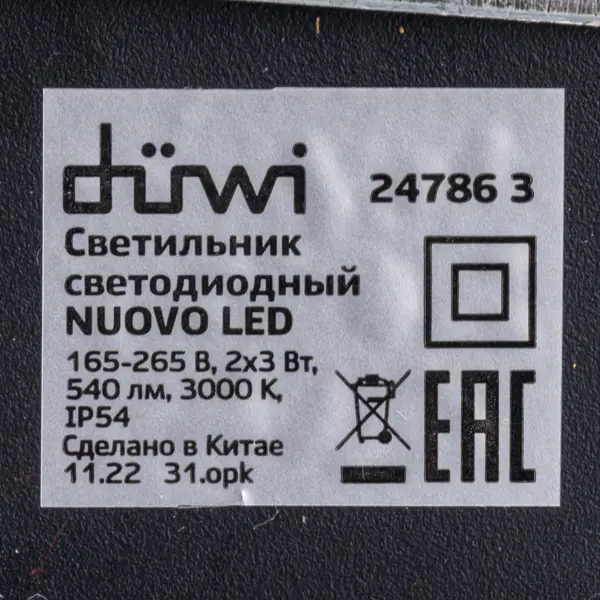 düwi 24786 3
Светильник
светодиодный
NUOVO LED
165-265 В, 2x3 Вт,
540 лм, 3000 К,
IP54
Сделано в Китае
11.22 31.opk
EAC